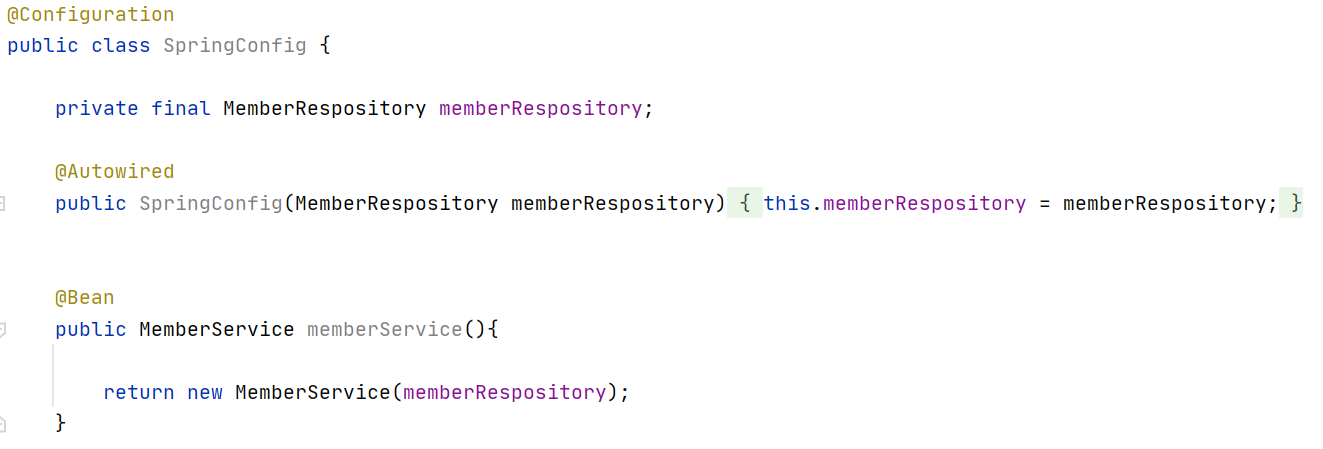 @Configuration
public class SpringConfig {
private final MemberRespository memberRespository;
@Autowired
public SpringConfig(MemberRespository memberRespository) { this.memberRespository = memberRespository; }
@Bean
public MemberService memberService(){
return new MemberService(memberRespository);
}